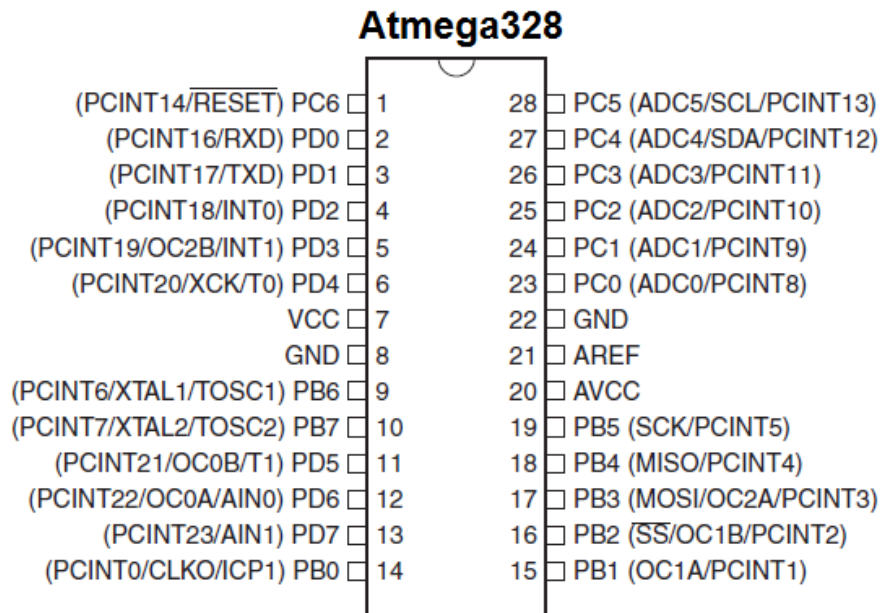 Atmega328
(PCINT14/RESET) PC6 1 28 PC5 (ADC5/SCL/PCINT13)
(PCINT16/RXD) PD0 2 27 PC4 (ADC4/SDA/PCINT12)
(PCINT17/TXD) PD1 3 26 PC3 (ADC3/PCINT11)
(PCINT18/INT0) PD2 4 25 PC2 (ADC2/PCINT10)
(PCINT19/OC2B/INT1) PD3 5 24 PC1 (ADC1/PCINT9)
(PCINT20/XCK/T0) PD4 6 23 PC0 (ADC0/PCINT8)
VCC 7 22 GND
GND 8 21 AREF
(PCINT6/XTAL1/TOSC1) PB6 9 20 AVCC
(PCINT7/XTAL2/TOSC2) PB7 10 19 PB5 (SCK/PCINT5)
(PCINT21/OC0B/T1) PD5 11 18 PB4 (MISO/PCINT4)
(PCINT22/OC0A/AIN0) PD6 12 17 PB3 (MOSI/OC2A/PCINT3)
(PCINT23/AIN1) PD7 13 16 PB2 (SS/OC1B/PCINT2)
(PCINT0/CLKO/ICP1) PB0 14 15 PB1 (OC1A/PCINT1)